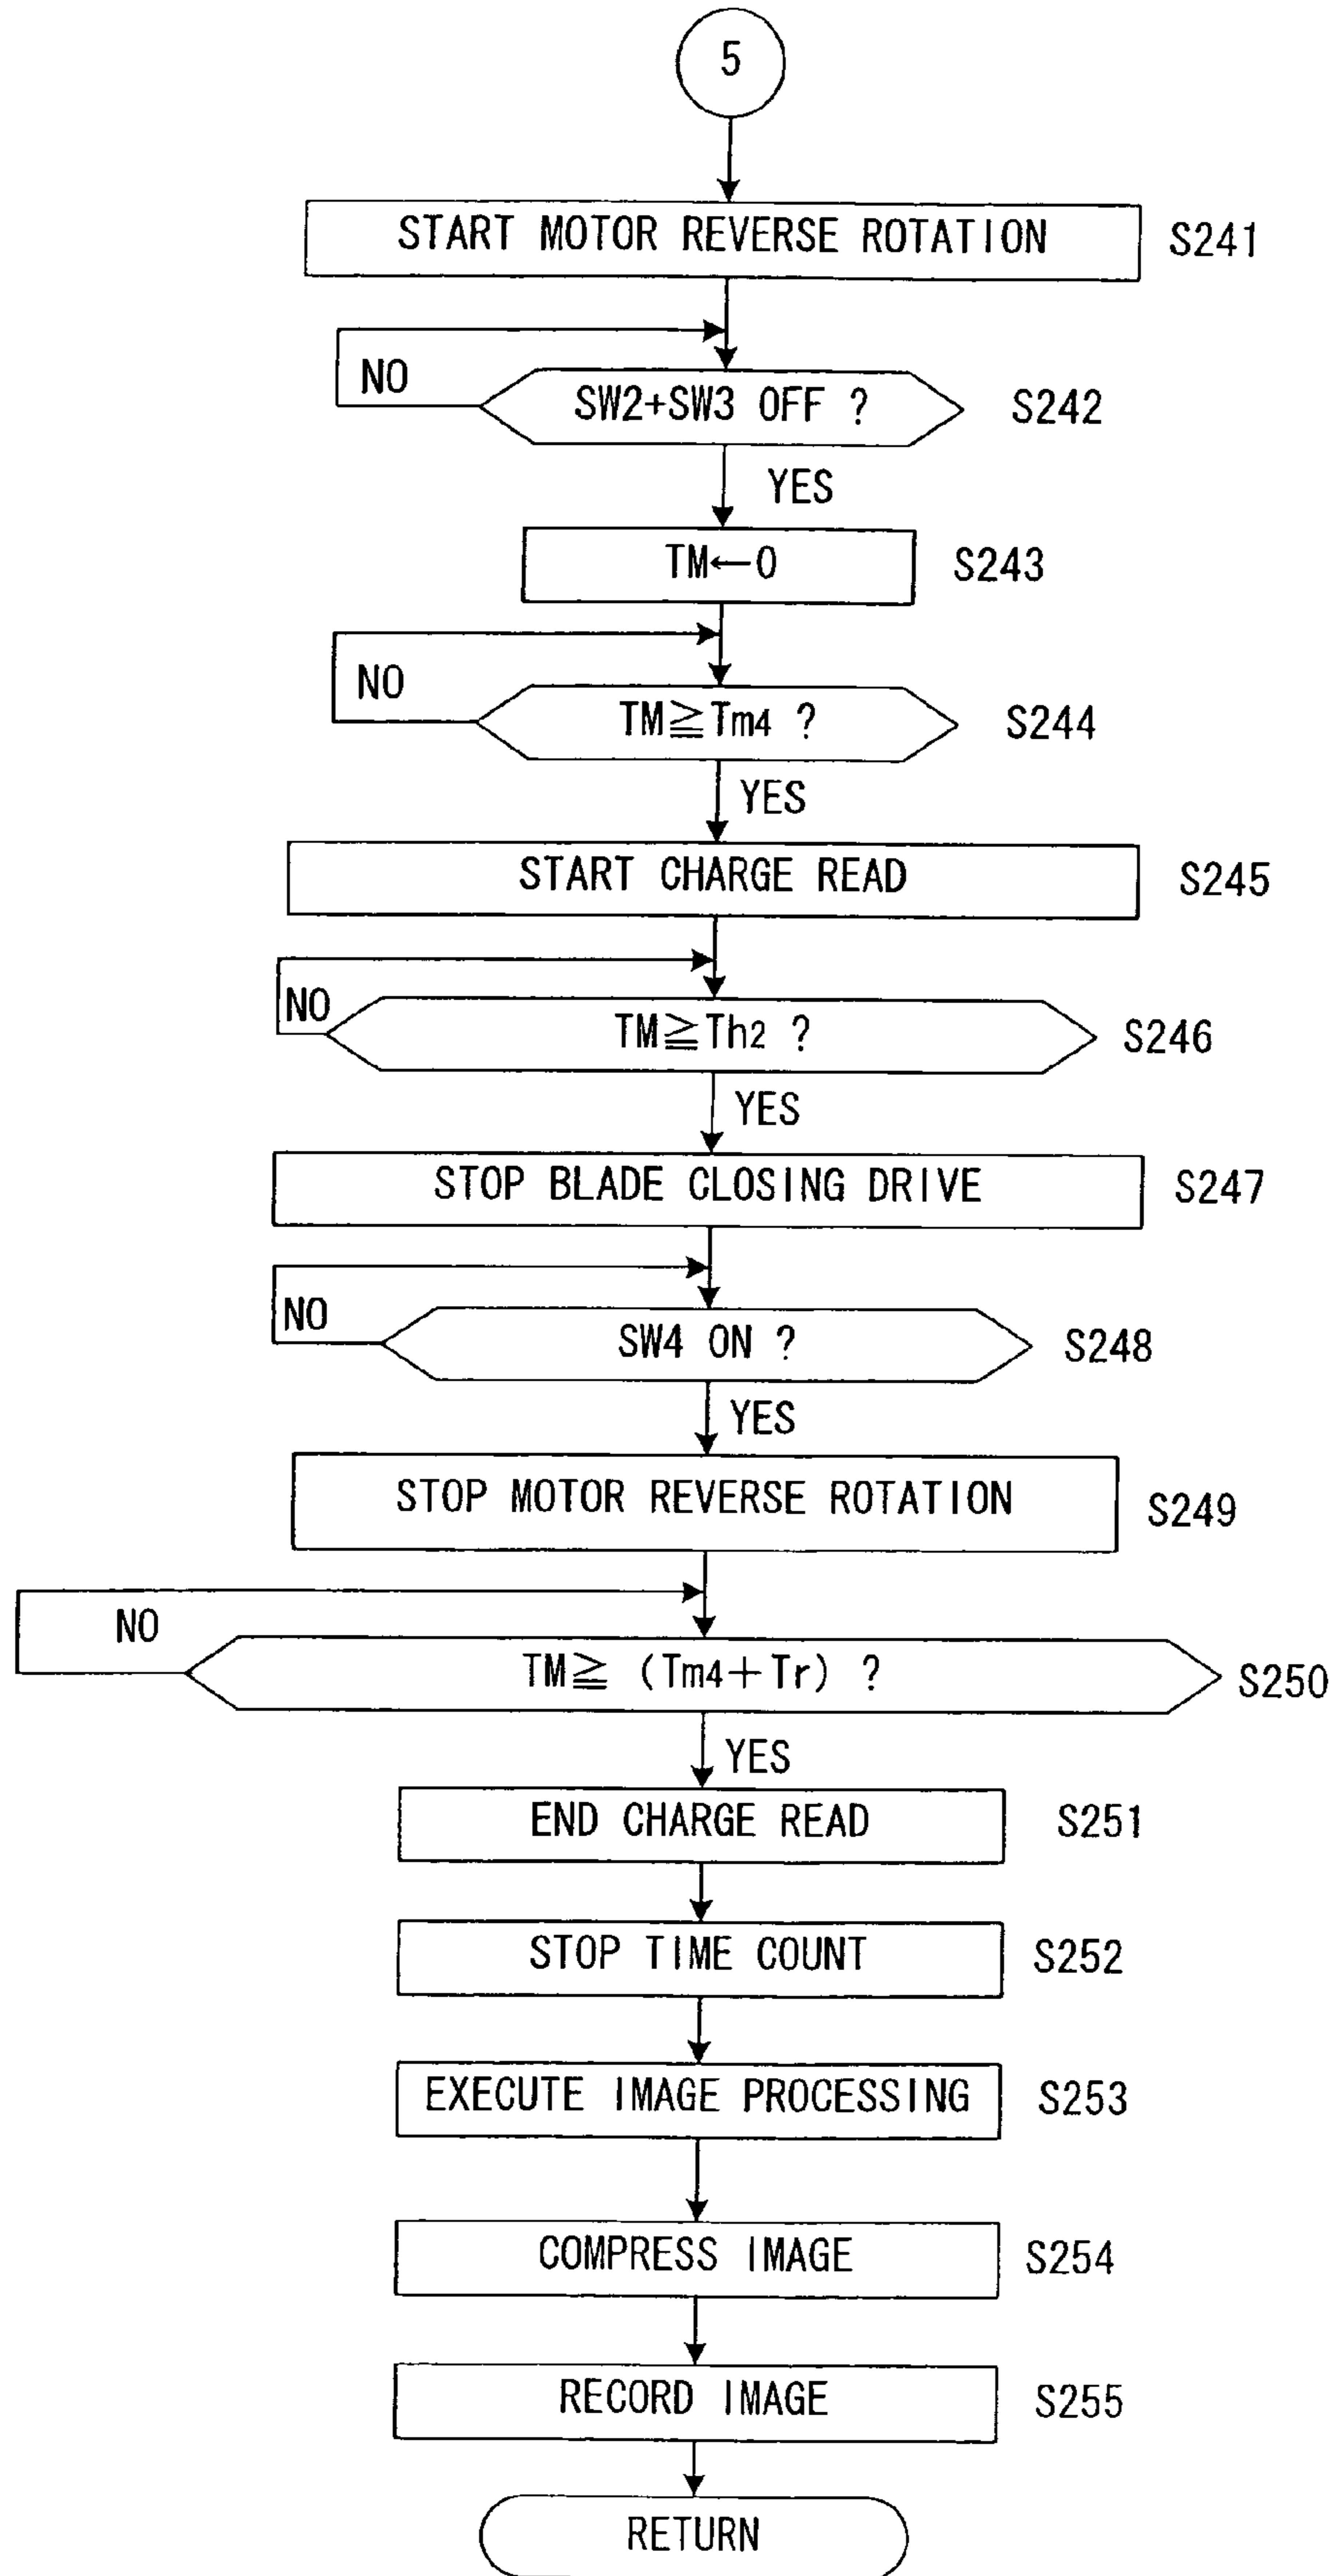 5
START MOTOR REVERSE ROTATION S241
NO
SW2+SW3 OFF ? S242
YES
TM←0 S243
NO
TM≧Tm4 ? S244
YES
START CHARGE READ S245
NO
TM≧Th2 ? S246
YES
STOP BLADE CLOSING DRIVE S247
NO
SW4 ON ? S248
YES
STOP MOTOR REVERSE ROTATION S249
NO
TM≧ (Tm4+Tr) ? S250
YES
END CHARGE READ S251
STOP TIME COUNT S252
EXECUTE IMAGE PROCESSING S253
COMPRESS IMAGE S254
RECORD IMAGE S255
RETURN